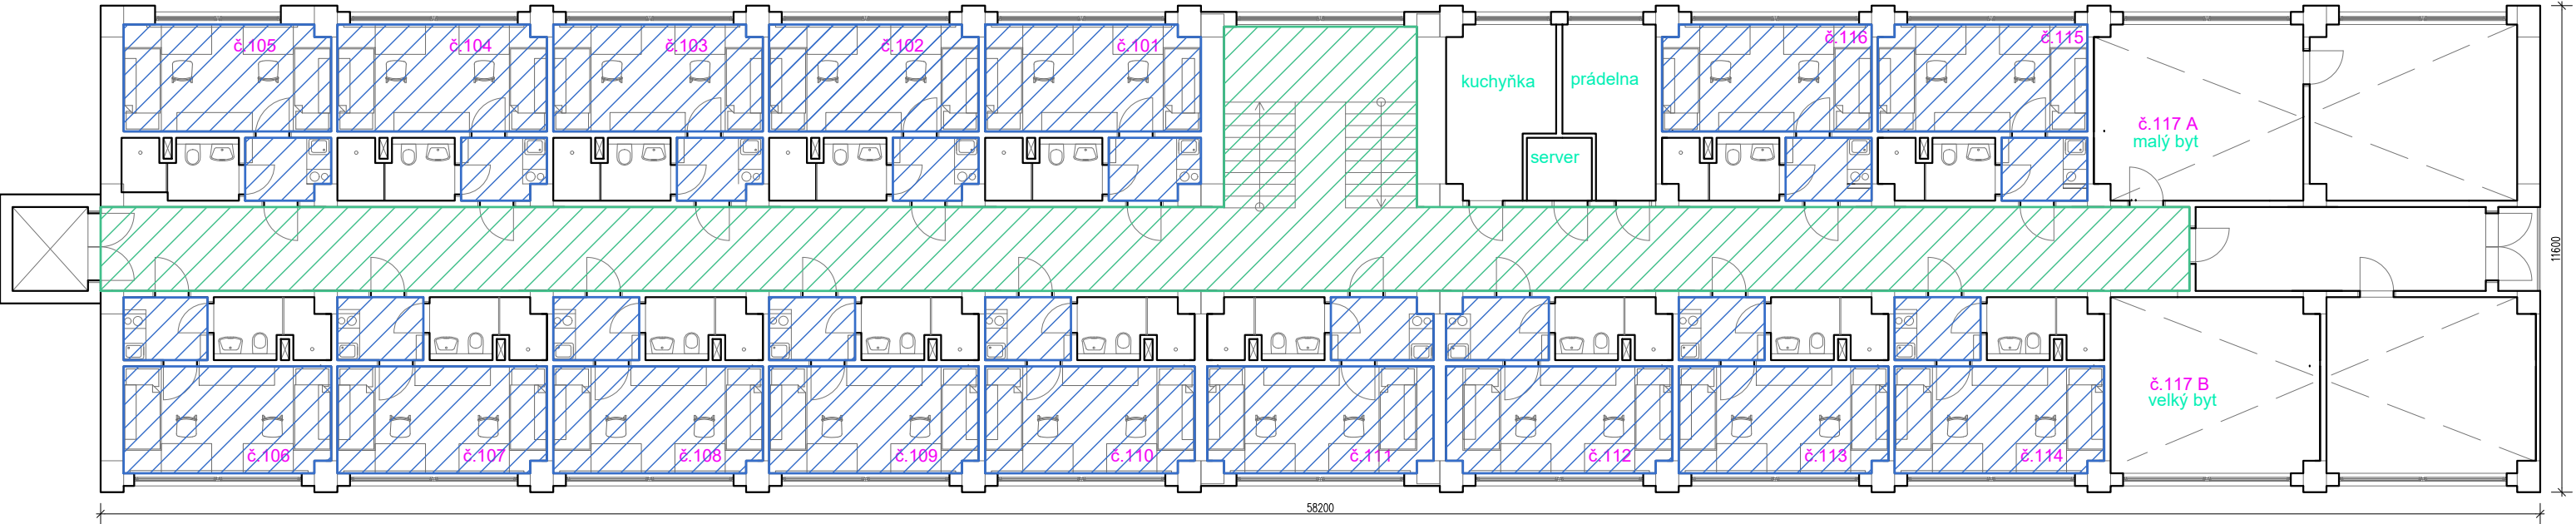 č.105
č.104
č.103
č.102
č.101
kuchyňka
prádelna
server
č.116
č.115
č.117 A
malý byt
11600
č.106
č.107
č.108
č.109
č.110
č.111
č.112
č.113
č.114
č.117 B
velký byt
58200